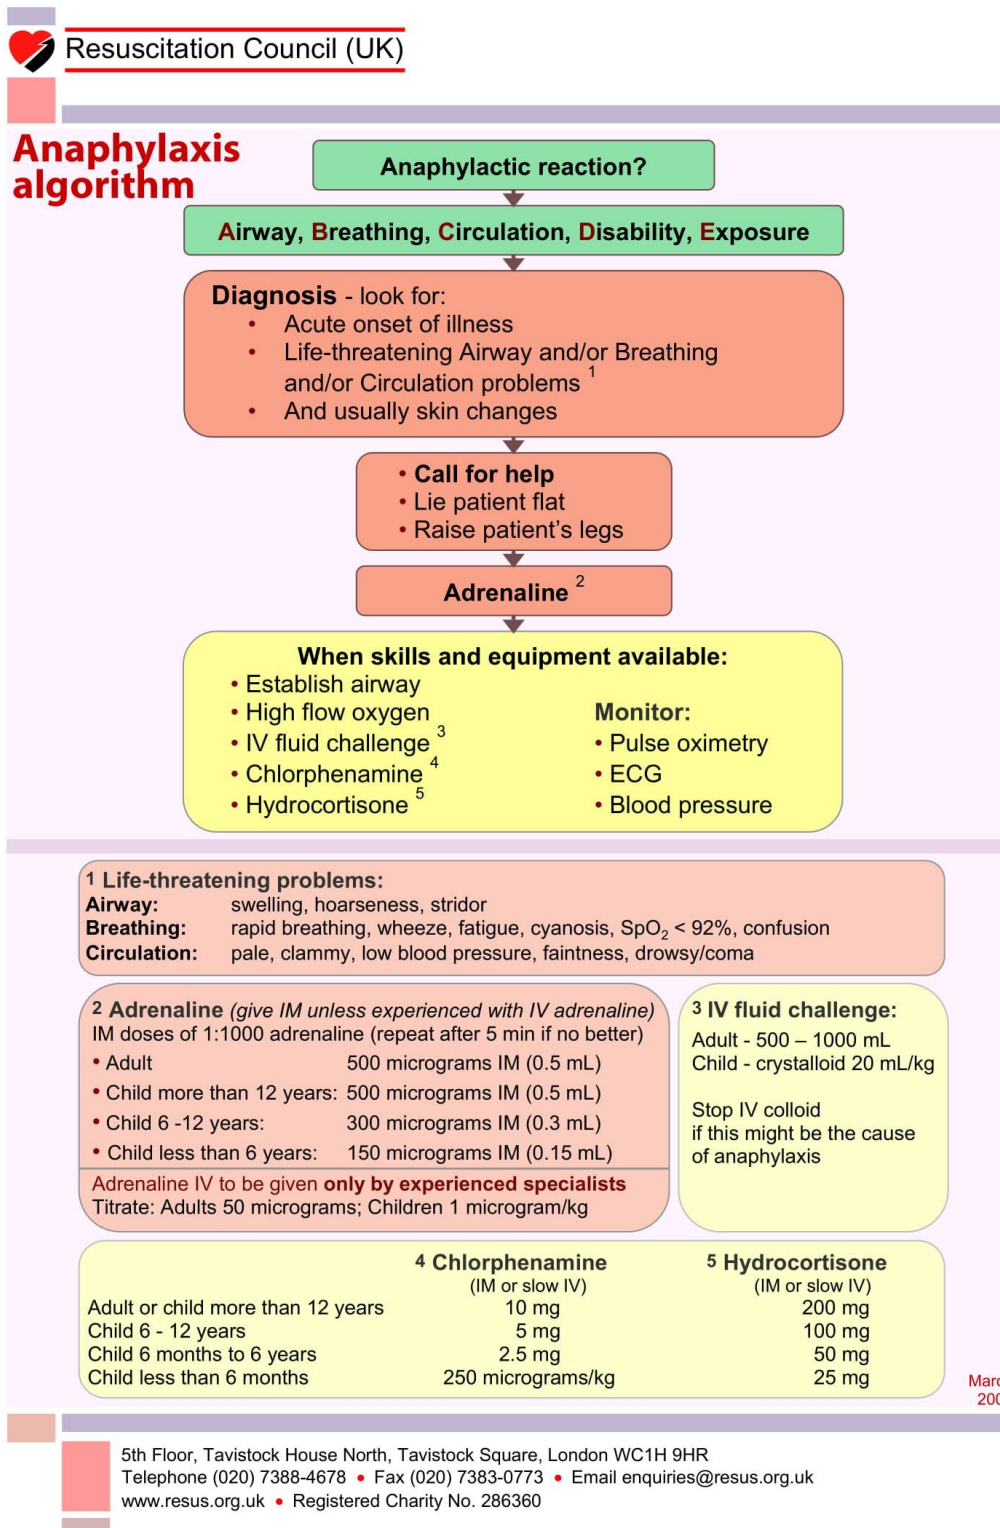 Resuscitation Council (UK)
Anaphylaxis
algorithm
Anaphylactic reaction?
Airway, Breathing, Circulation, Disability, Exposure
Diagnosis - look for:
• Acute onset of illness
• Life-threatening Airway and/or Breathing
and/or Circulation problems 1
• And usually skin changes
• Call for help
• Lie patient flat
• Raise patient's legs
Adrenaline 2
When skills and equipment available:
• Establish airway
• High flow oxygen
• IV fluid challenge 3
• Chlorphenamine 4
• Hydrocortisone 5
Monitor:
• Pulse oximetry
• ECG
• Blood pressure
1 Life-threatening problems:
Airway: swelling, hoarseness, stridor
Breathing: rapid breathing, wheeze, fatigue, cyanosis, SpO2 < 92%, confusion
Circulation: pale, clammy, low blood pressure, faintness, drowsy/coma
2 Adrenaline (give IM unless experienced with IV adrenaline)
IM doses of 1:1000 adrenaline (repeat after 5 min if no better)
• Adult 500 micrograms IM (0.5 mL)
• Child more than 12 years: 500 micrograms IM (0.5 mL)
• Child 6 -12 years: 300 micrograms IM (0.3 mL)
• Child less than 6 years: 150 micrograms IM (0.15 mL)
Adrenaline IV to be given only by experienced specialists
Titrate: Adults 50 micrograms; Children 1 microgram/kg
3 IV fluid challenge:
Adult - 500 – 1000 mL
Child - crystalloid 20 mL/kg
Stop IV colloid
if this might be the cause
of anaphylaxis
4 Chlorphenamine 5 Hydrocortisone
(IM or slow IV) (IM or slow IV)
Adult or child more than 12 years 10 mg 200 mg
Child 6 - 12 years 5 mg 100 mg
Child 6 months to 6 years 2.5 mg 50 mg
Child less than 6 months 250 micrograms/kg 25 mg
5th Floor, Tavistock House North, Tavistock Square, London WC1H 9HR
Telephone (020) 7388-4678 • Fax (020) 7383-0773 • Email enquiries@resus.org.uk
www.resus.org.uk • Registered Charity No. 286360